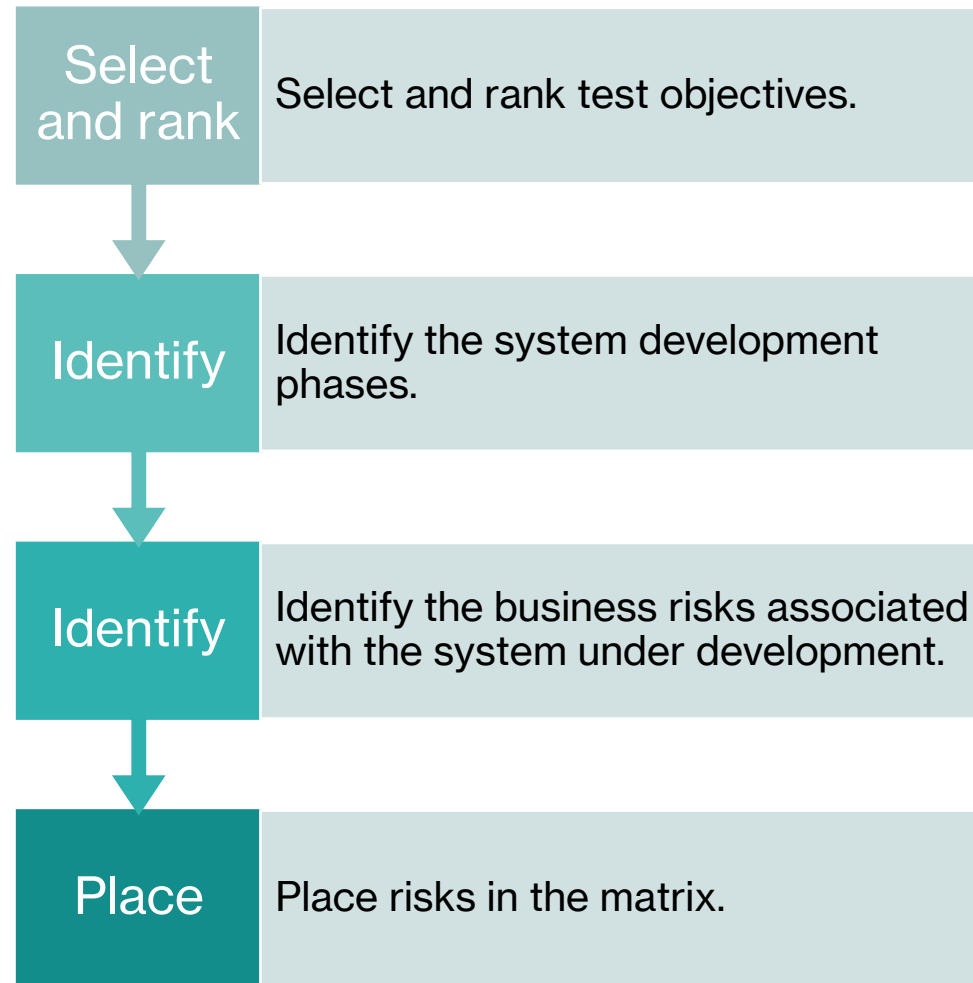 Select
and rank
Select and rank test objectives.
Identify
Identify the system development
phases.
Identify
Identify the business risks associated
with the system under development.
Place
Place risks in the matrix.